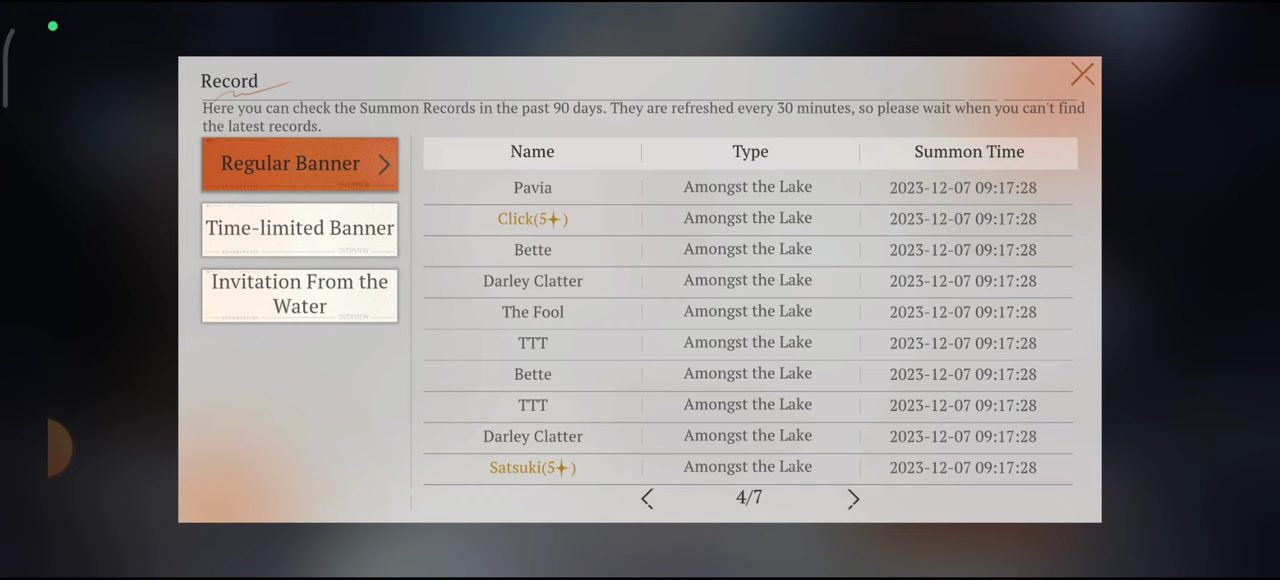 Record
Here you can check the Summon Records in the past 90 days. They are refreshed every 30 minutes, so please wait when you can't find
the latest records.
Regular Banner
OVERVIEW
Time-limited Banner
OVERVIEW
Invitation From the
Water
OVERVIEW
Name Type Summon Time
Pavia Amongst the Lake 2023-12-07 09:17:28
Click(5✦) Amongst the Lake 2023-12-07 09:17:28
Bette Amongst the Lake 2023-12-07 09:17:28
Darley Clatter Amongst the Lake 2023-12-07 09:17:28
The Fool Amongst the Lake 2023-12-07 09:17:28
TTT Amongst the Lake 2023-12-07 09:17:28
Bette Amongst the Lake 2023-12-07 09:17:28
TTT Amongst the Lake 2023-12-07 09:17:28
Darley Clatter Amongst the Lake 2023-12-07 09:17:28
Satsuki(5✦) Amongst the Lake 2023-12-07 09:17:28
4/7